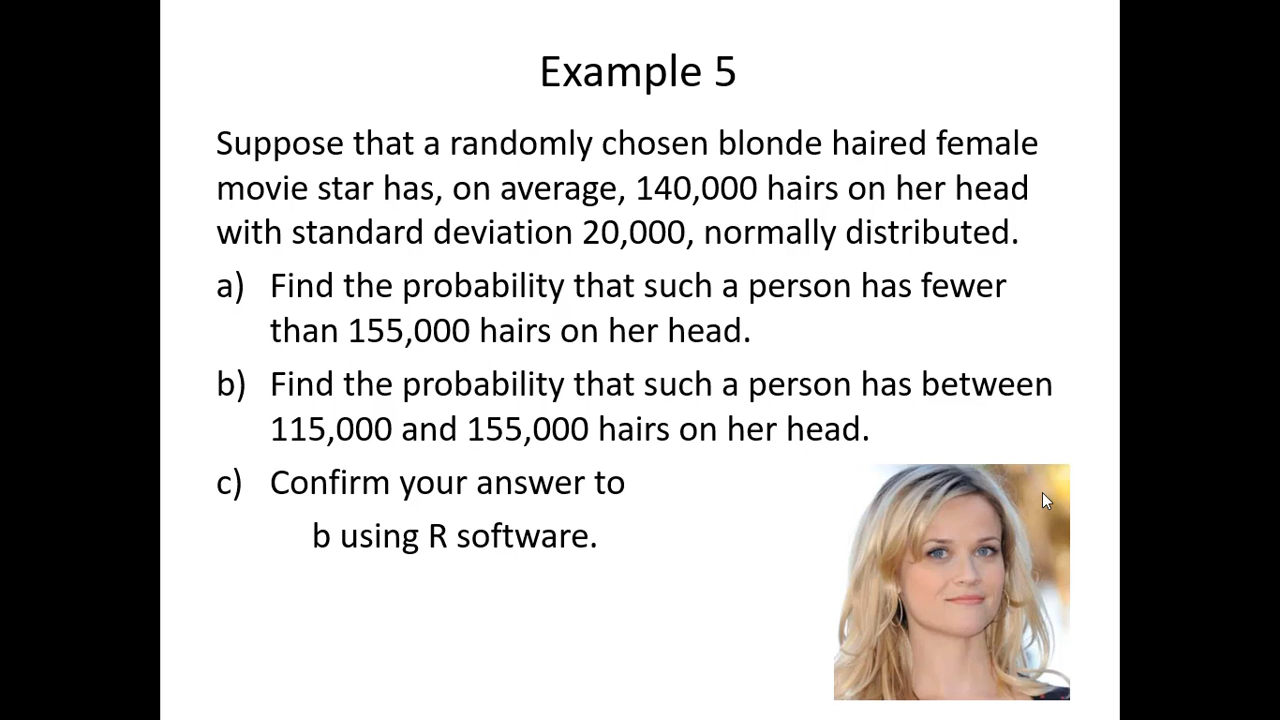 Example 5
Suppose that a randomly chosen blonde haired female
movie star has, on average, 140,000 hairs on her head
with standard deviation 20,000, normally distributed.
a) Find the probability that such a person has fewer
than 155,000 hairs on her head.
b) Find the probability that such a person has between
115,000 and 155,000 hairs on her head.
c) Confirm your answer to
b using R software.